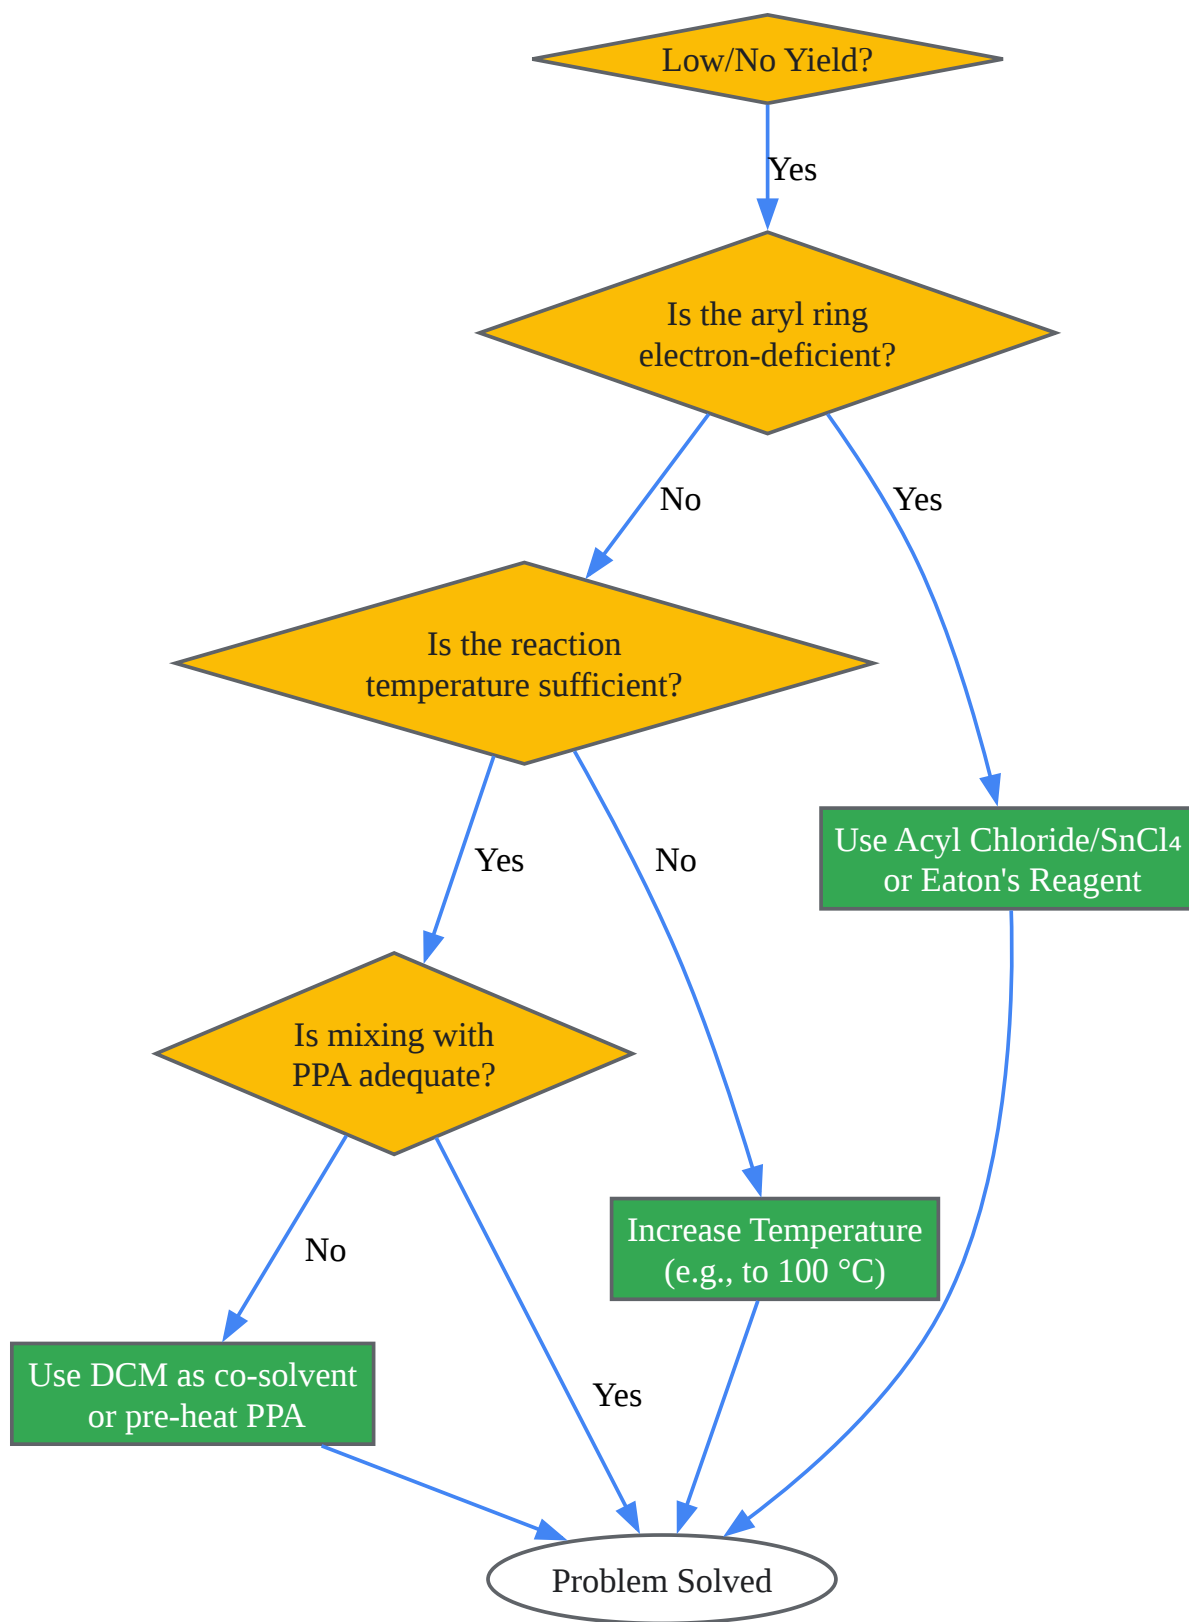 Low/No Yield?
Yes
Is the aryl ring
electron-deficient?
No
Yes
Is the reaction
temperature sufficient?
Yes
No
Use Acyl Chloride/SnCl₄
or Eaton's Reagent
Is mixing with
PPA adequate?
No
Increase Temperature
(e.g., to 100 °C)
Use DCM as co-solvent
or pre-heat PPA
Yes
Problem Solved